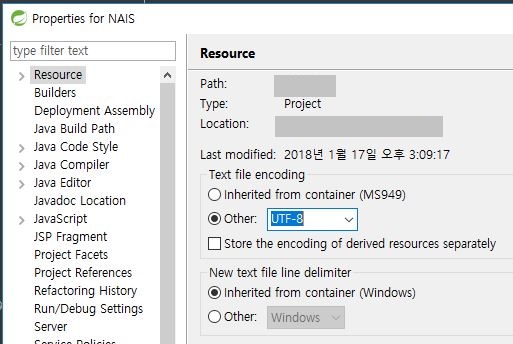 Properties for NAIS
type filter text
Resource
Builders
Deployment Assembly
Java Build Path
Java Code Style
Java Compiler
Java Editor
Javadoc Location
JavaScript
JSP Fragment
Project Facets
Project References
Refactoring History
Run/Debug Settings
Server
Service Policies
Resource
Path:
Type: Project
Location:
Last modified: 2018년 1월 17일 오후 3:09:17
Text file encoding
Inherited from container (MS949)
Other: UTF-8
Store the encoding of derived resources separately
New text file line delimiter
Inherited from container (Windows)
Other: Windows